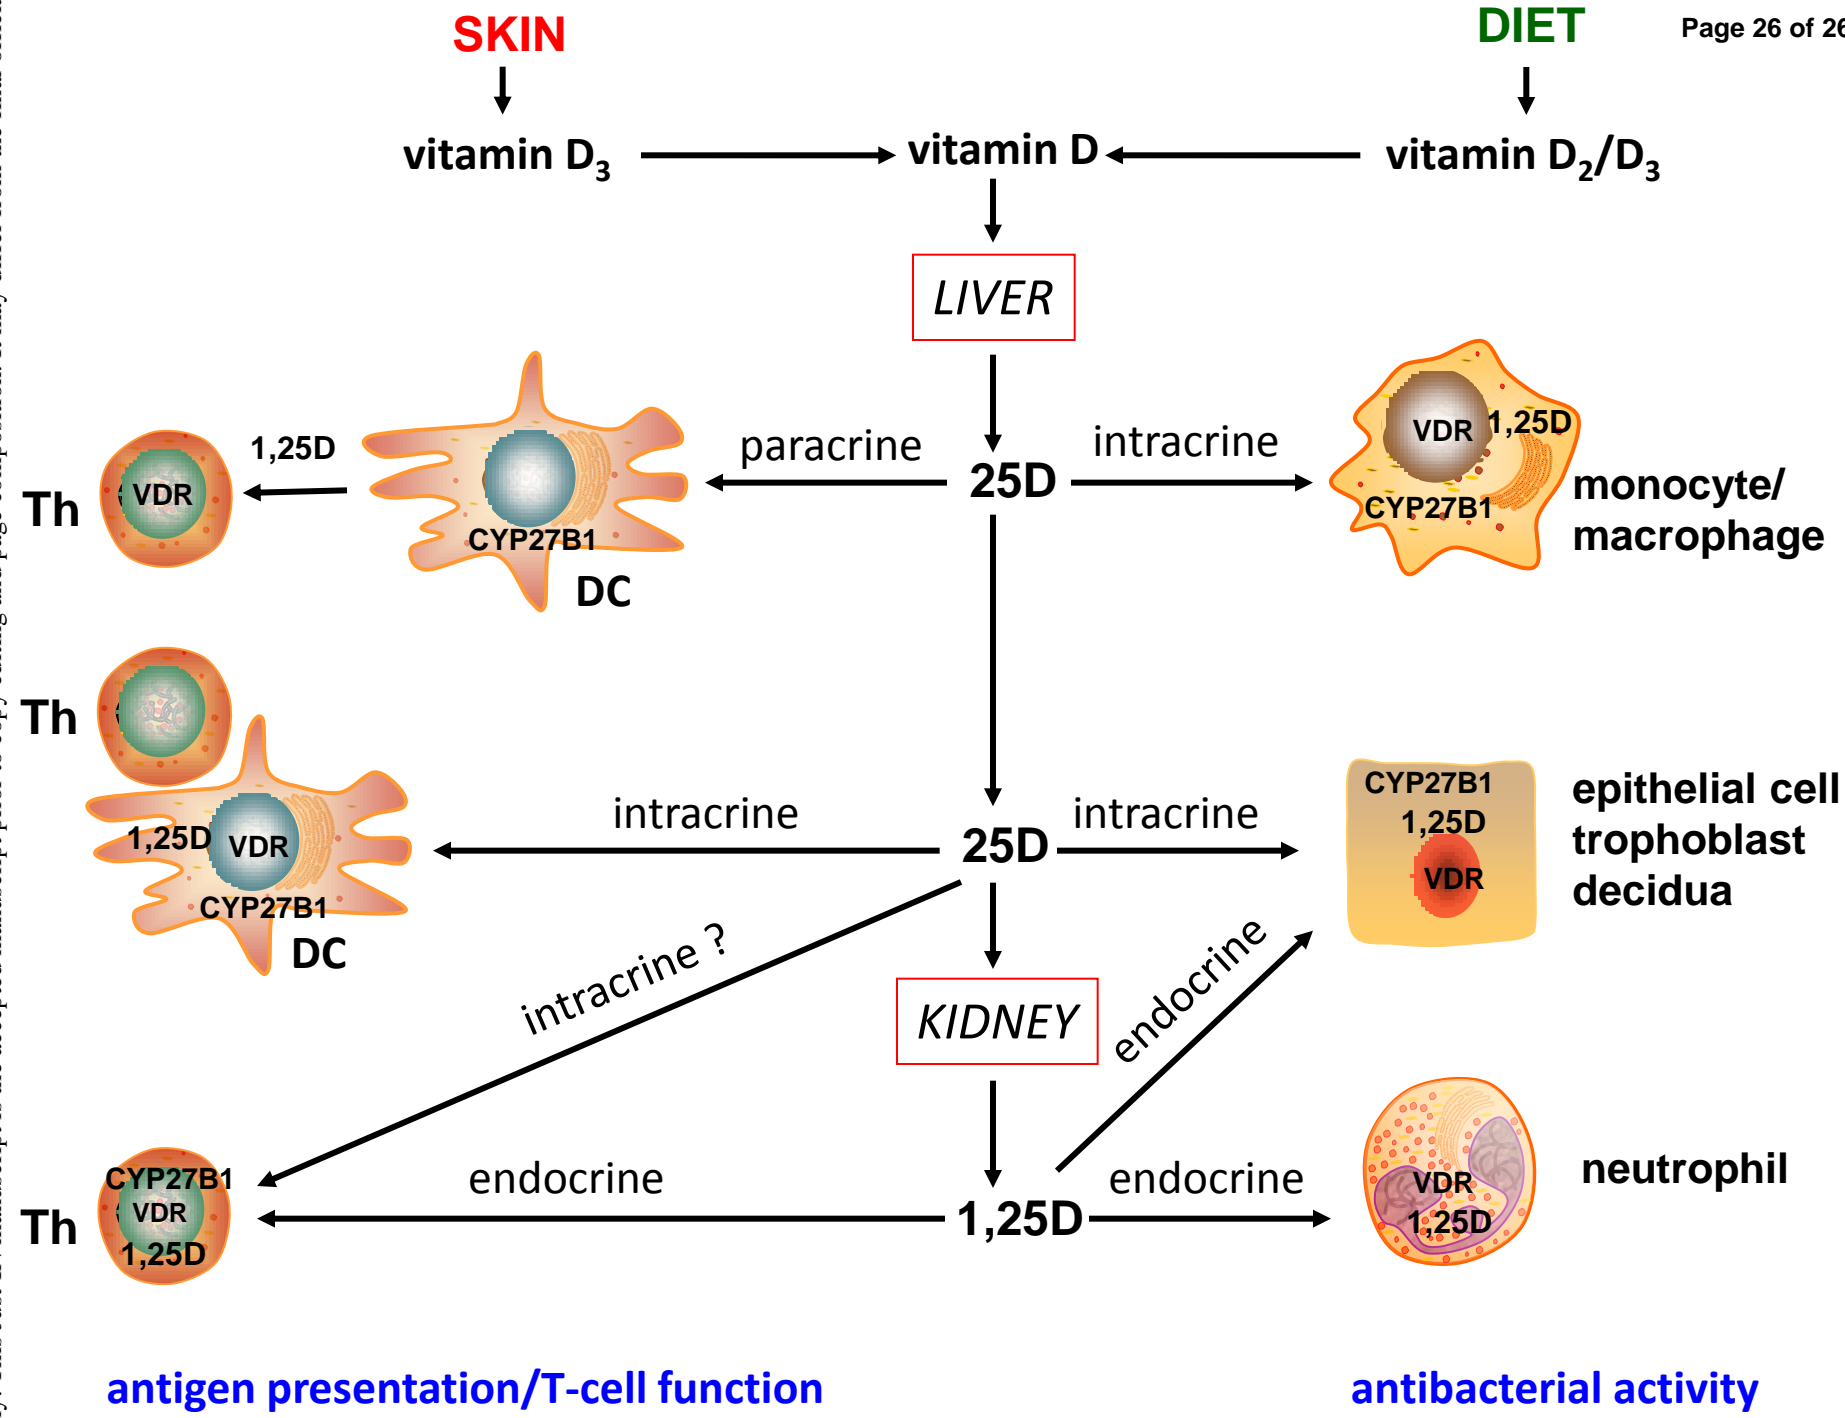 SKIN
DIET
Page 26 of 26
vitamin D3
vitamin D
vitamin D2/D3
LIVER
1,25D
paracrine
25D
intracrine
Th
VDR
CYP27B1
DC
VDR
1,25D
CYP27B1
monocyte/
macrophage
Th
1,25D
VDR
CYP27B1
DC
intracrine
25D
intracrine
CYP27B1
1,25D
VDR
epithelial cell
trophoblast
decidua
intracrine ?
KIDNEY
endocrine
Th
CYP27B1
VDR
1,25D
endocrine
1,25D
endocrine
VDR
1,25D
neutrophil
antigen presentation/T-cell function
antibacterial activity